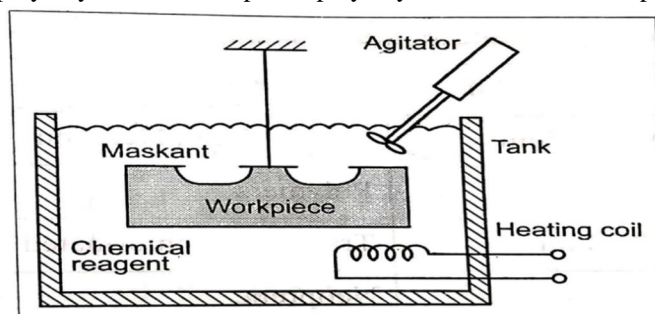 Agitator
Maskant
Tank
Workpiece
Heating coil
Chemical
reagent